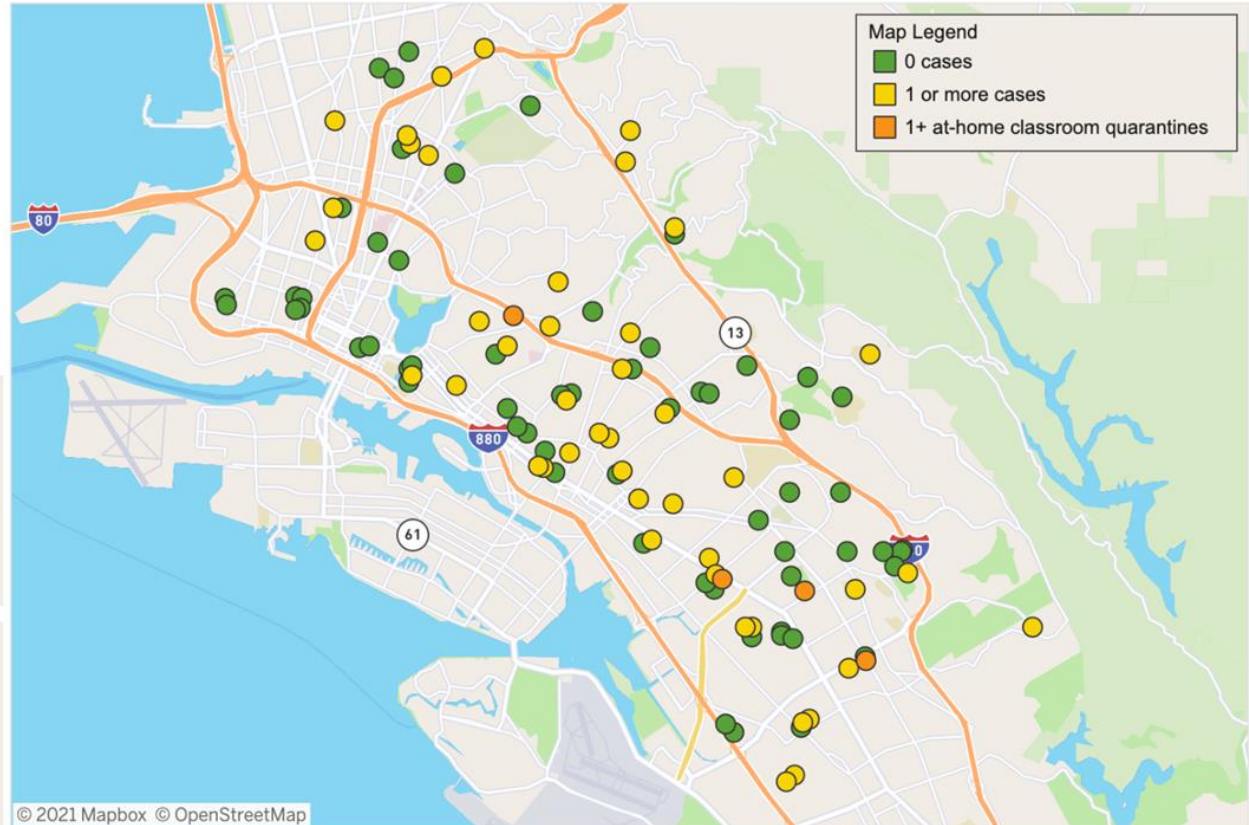 Map Legend
0 cases
1 or more cases
1+ at-home classroom quarantines
80
13
880
61
0
© 2021 Mapbox © OpenStreetMap